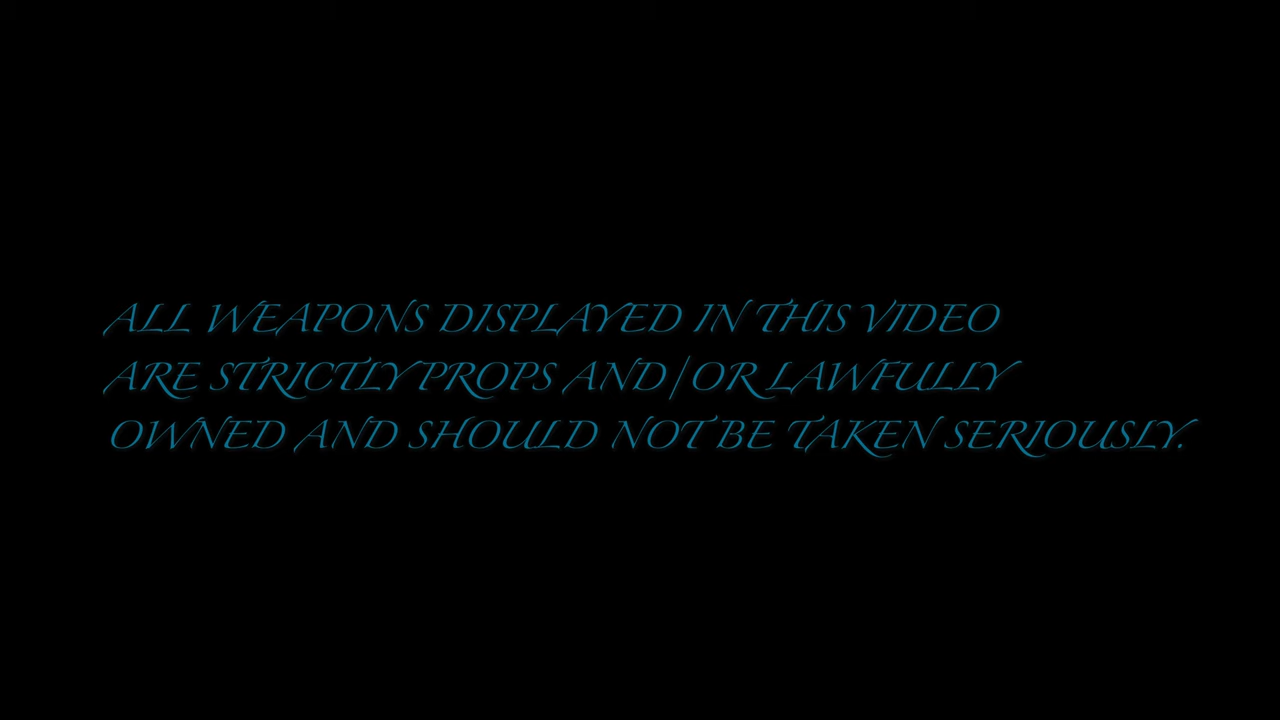 ALL WEAPONS DISPLAYED IN THIS VIDEO
ARE STRICTLY PROPS AND/OR LAWFULLY
OWNED AND SHOULD NOT BE TAKEN SERIOUSLY.